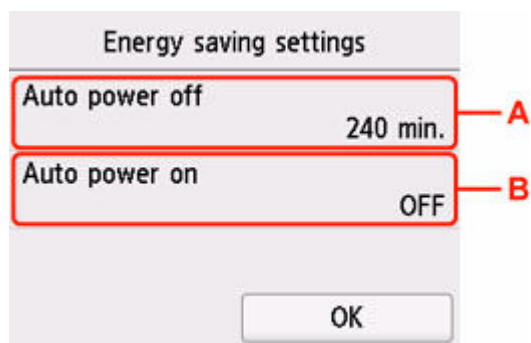 Energy saving settings
Auto power off
240 min.
A
Auto power on
OFF
B
OK